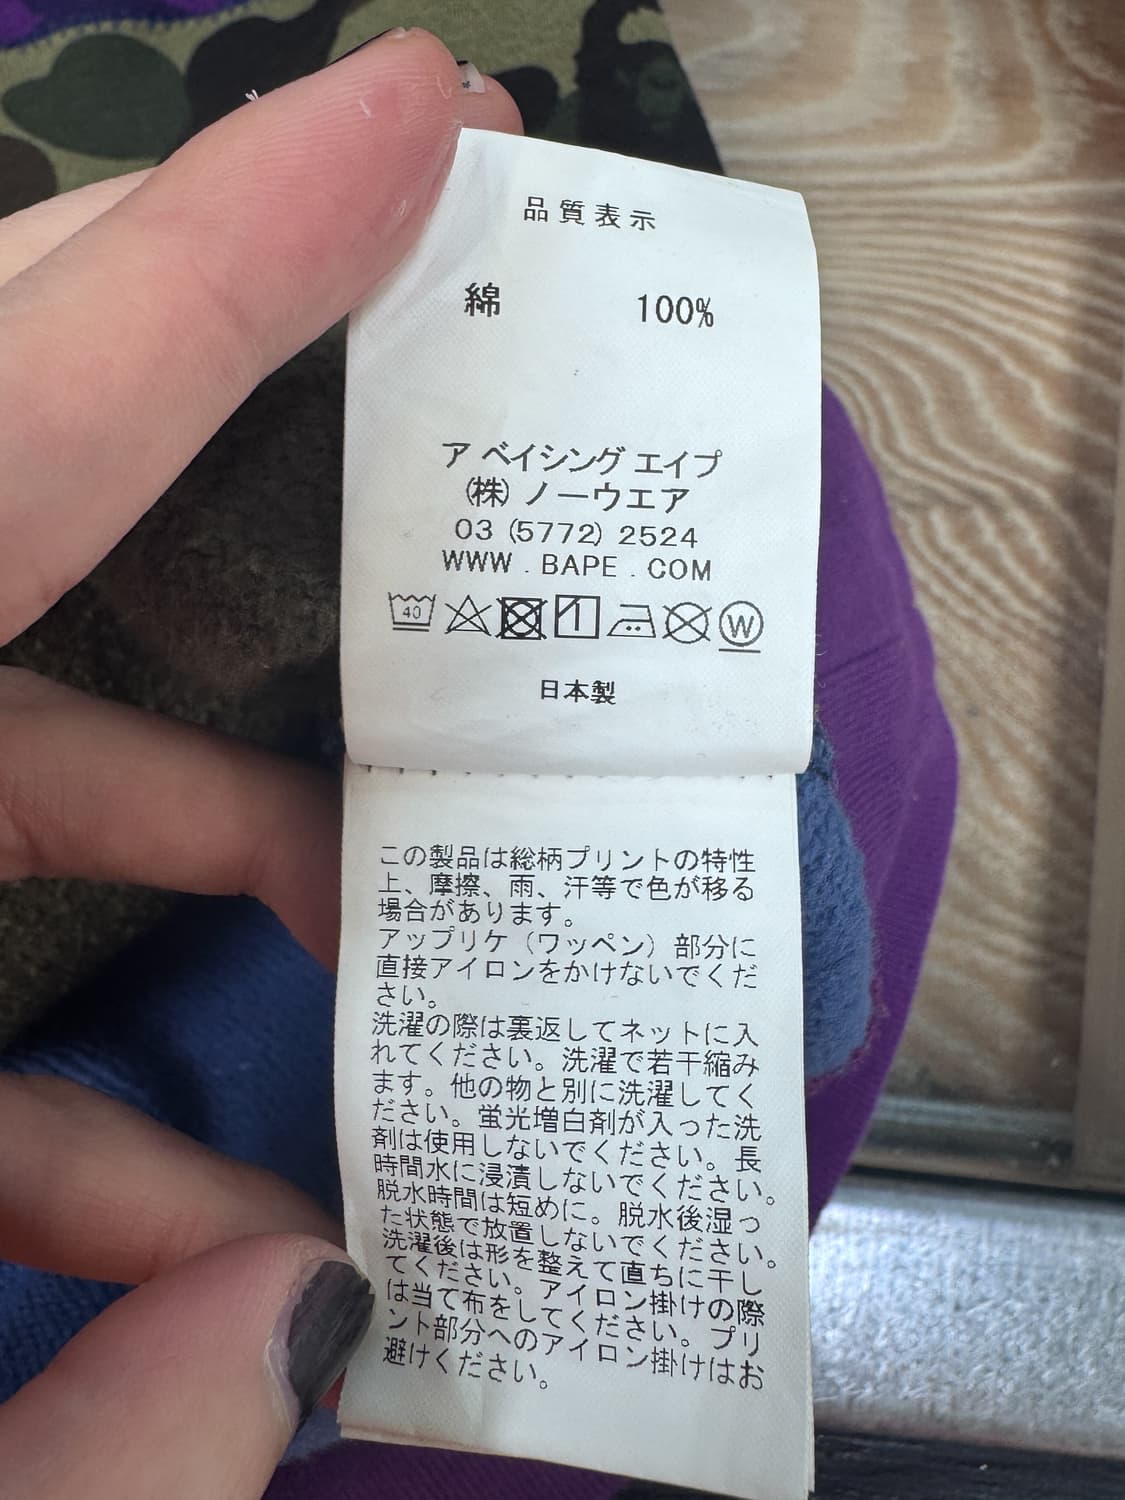 品質表示
綿 100%
ア ベイシング エイプ
(株) ノーウエア
03 (5772) 2524
WWW . BAPE . COM
40
W
日本製
この製品は総柄プリントの特性
上、摩擦、雨、汗等で色が移る
場合があります。
アップリケ（ワッペン）部分に
直接アイロンをかけないでくだ
さい。
洗濯の際は裏返してネットに入
れてください。洗濯で若干縮み
ます。他の物と別に洗濯してく
ださい。蛍光増白剤が入った洗
剤は使用しないでください。長
時間水に浸漬しないでください。
脱水時間は短めに。脱水後湿っ
た状態で放置しないでください。
洗濯後は形を整えて直ちに干し
てください。アイロン掛けの際
は当て布をしてください。プリ
ント部分へのアイロン掛けはお
避けください。